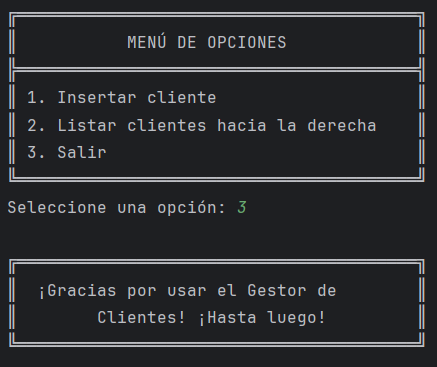 MENÚ DE OPCIONES
1. Insertar cliente
2. Listar clientes hacia la derecha
3. Salir
Seleccione una opción: 3
¡Gracias por usar el Gestor de
Clientes! ¡Hasta luego!